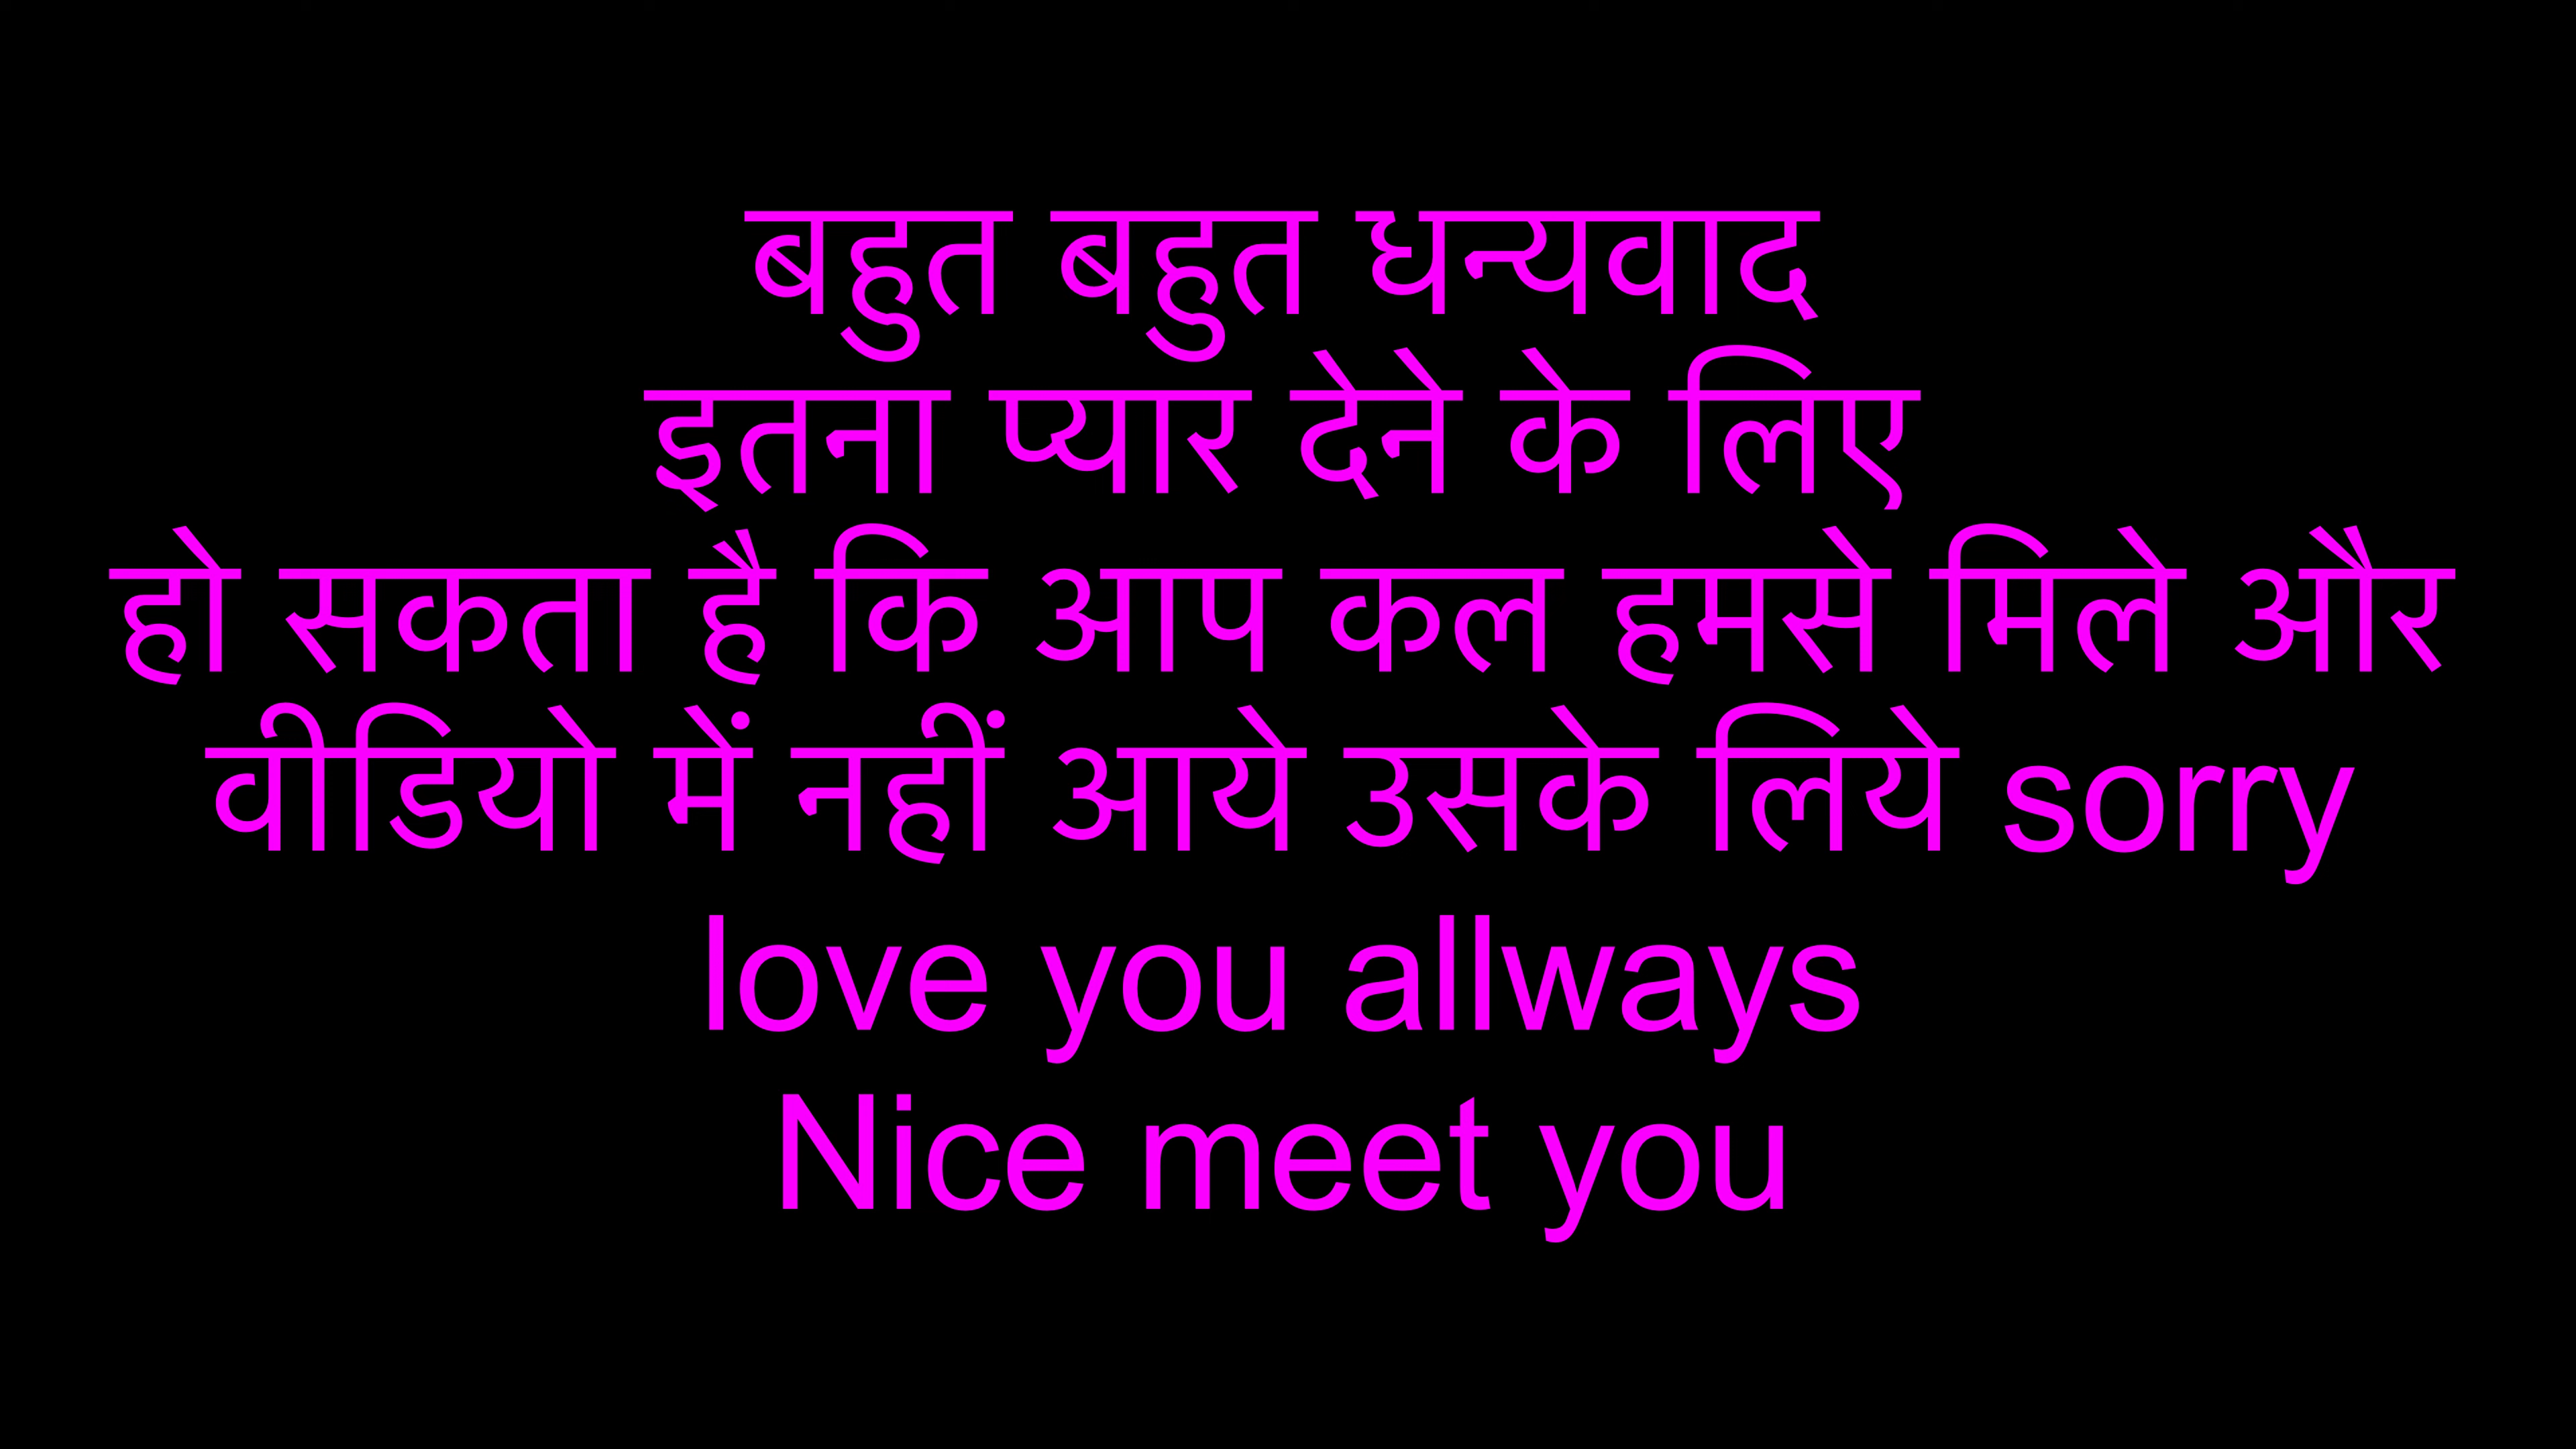 बहुत बहुत धन्यवाद
इतना प्यार देने के लिए
हो सकता है कि आप कल हमसे मिले और
वीडियो में नहीं आये उसके लिये sorry
love you allways
Nice meet you